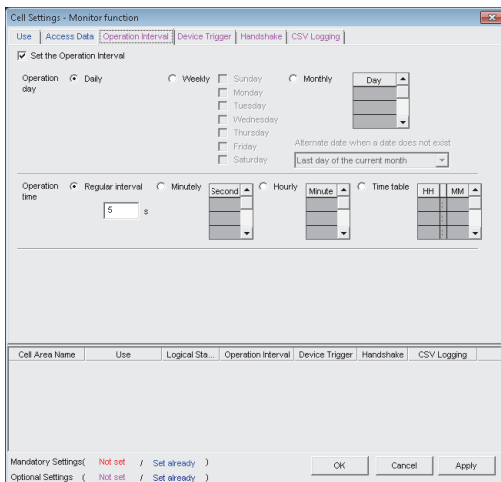 Cell Settings - Monitor function
Use Access Data Operation Interval Device Trigger Handshake CSV Logging
Set the Operation Interval
Operation day Daily Weekly Sunday Monthly Day
Monday
Tuesday
Wednesday
Thursday
Friday Alternate date when a date does not exist
Saturday Last day of the current month
Operation time Regular interval Minutely Second Hourly Minute Time table HH MM
5 s
Cell Area Name Use Logical Sta... Operation Interval Device Trigger Handshake CSV Logging
Mandatory Settings( Not set / Set already )
Optional Settings ( Not set / Set already )
OK Cancel Apply